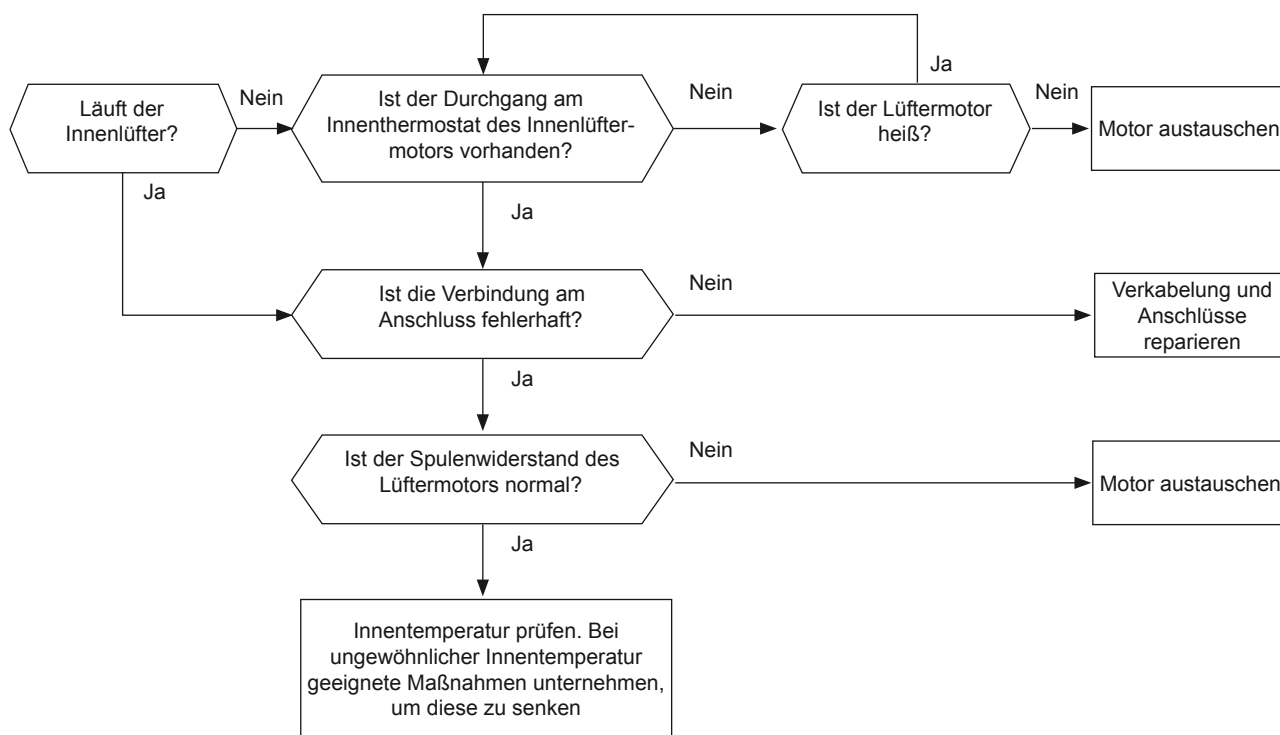 Ja
Läuft der
Innenlüfter?
Nein
Ist der Durchgang am
Innenthermostat des Innenlüfter-
motors vorhanden?
Nein
Ist der Lüftermotor
heiß?
Nein
Motor austauschen
Ja
Ja
Ist die Verbindung am
Anschluss fehlerhaft?
Nein
Verkabelung und
Anschlüsse
reparieren
Ja
Ist der Spulenwiderstand des
Lüftermotors normal?
Nein
Motor austauschen
Ja
Innentemperatur prüfen. Bei
ungewöhnlicher Innentemperatur
geeignete Maßnahmen unternehmen,
um diese zu senken